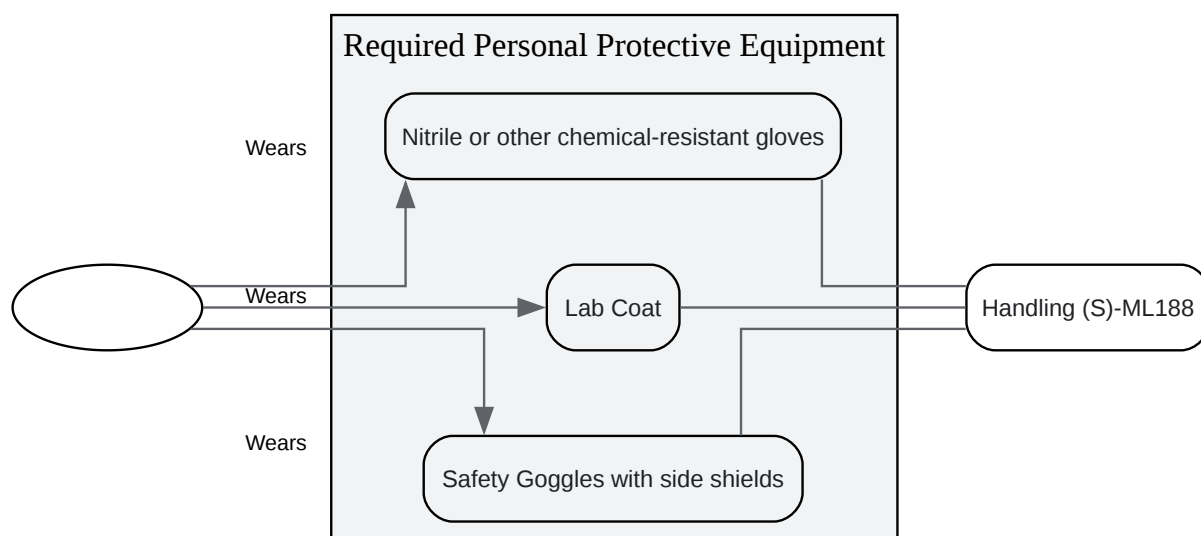 Required Personal Protective Equipment
Wears
Nitrile or other chemical-resistant gloves
Wears
Lab Coat
Handling (S)-ML188
Wears
Safety Goggles with side shields